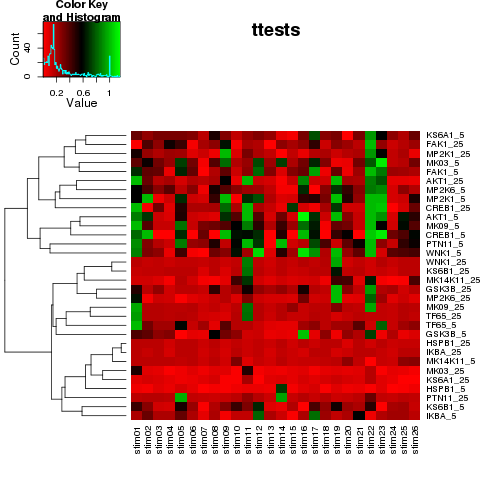 Color Key
and Histogram
Count
0 40
0.2 0.6 1
Value
ttests
KS6A1_5
FAK1_25
MP2K1_25
MK03_5
FAK1_5
AKT1_25
MP2K6_5
MP2K1_5
CREB1_25
AKT1_5
MK09_5
CREB1_5
PTN11_5
WNK1_5
WNK1_25
KS6B1_25
MK14K11_25
GSK3B_25
MP2K6_25
MK09_25
TF65_25
TF65_5
GSK3B_5
HSPB1_25
IKBA_25
MK14K11_5
MK03_25
KS6A1_25
HSPB1_5
PTN11_25
KS6B1_5
IKBA_5
stim01
stim02
stim03
stim04
stim05
stim06
stim07
stim08
stim09
stim10
stim11
stim12
stim13
stim14
stim15
stim16
stim17
stim18
stim19
stim20
stim21
stim22
stim23
stim24
stim25
stim26